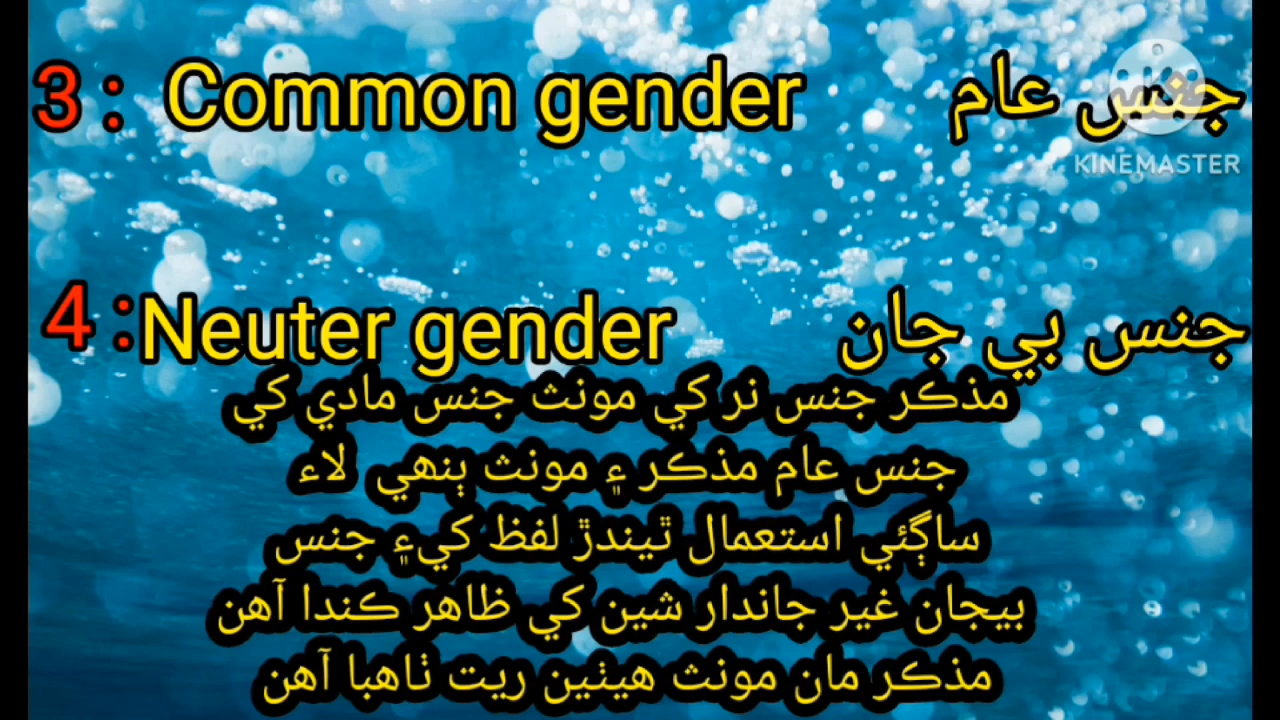 3 : Common gender جنس عام
KINEMASTER
4 : Neuter gender جنس بي جان
مذڪر جنس نر کي مونث جنس مادي کي
جنس عام مذڪر ۽ مونث ٻنهي لاء
ساڳئي استعمال ٿيندڙ لفظ کي۽ جنس
بيجان غير جاندار شين کي ظاهر ڪندا آهن
مذڪر مان مونث هيٺين ريت ٺاهبا آهن